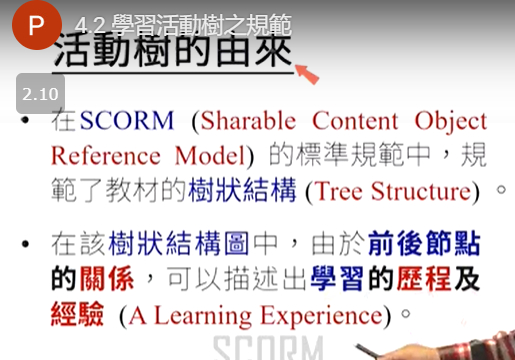 P
4.2 學習活動樹之規範
活動樹的由來
2.10
• 在SCORM (Sharable Content Object
Reference Model) 的標準規範中，規
範了教材的樹狀結構 (Tree Structure) 。
• 在該樹狀結構圖中，由於前後節點
的關係，可以描述出學習的歷程及
經驗 (A Learning Experience)。
SCORM